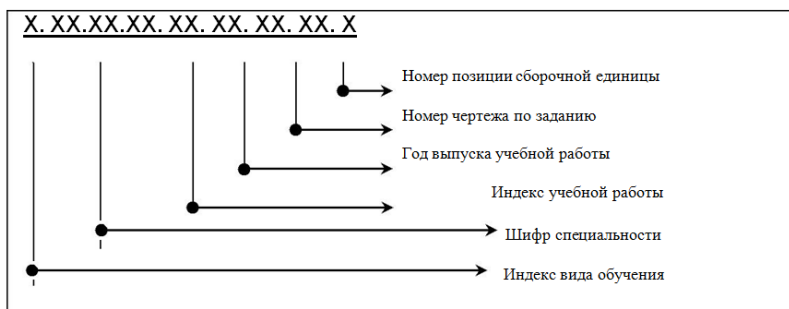 Х. ХХ.ХХ.ХХ. ХХ. ХХ. ХХ. ХХ. Х
Номер позиции сборочной единицы
Номер чертежа по заданию
Год выпуска учебной работы
Индекс учебной работы
Шифр специальности
Индекс вида обучения